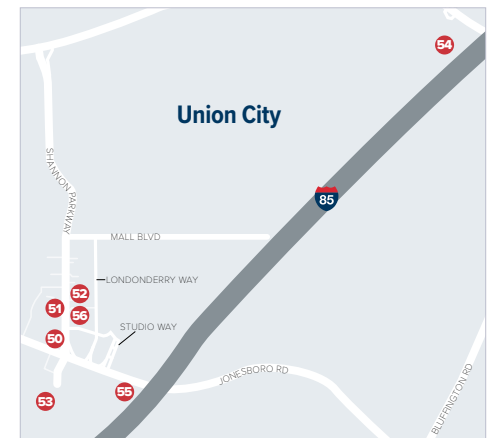 54
Union City
SHANNON PARKWAY
85
MALL BLVD
LONDONDERRY WAY
52
51
56
STUDIO WAY
50
JONESBORO RD
55
53
BLUFFINGTON RD